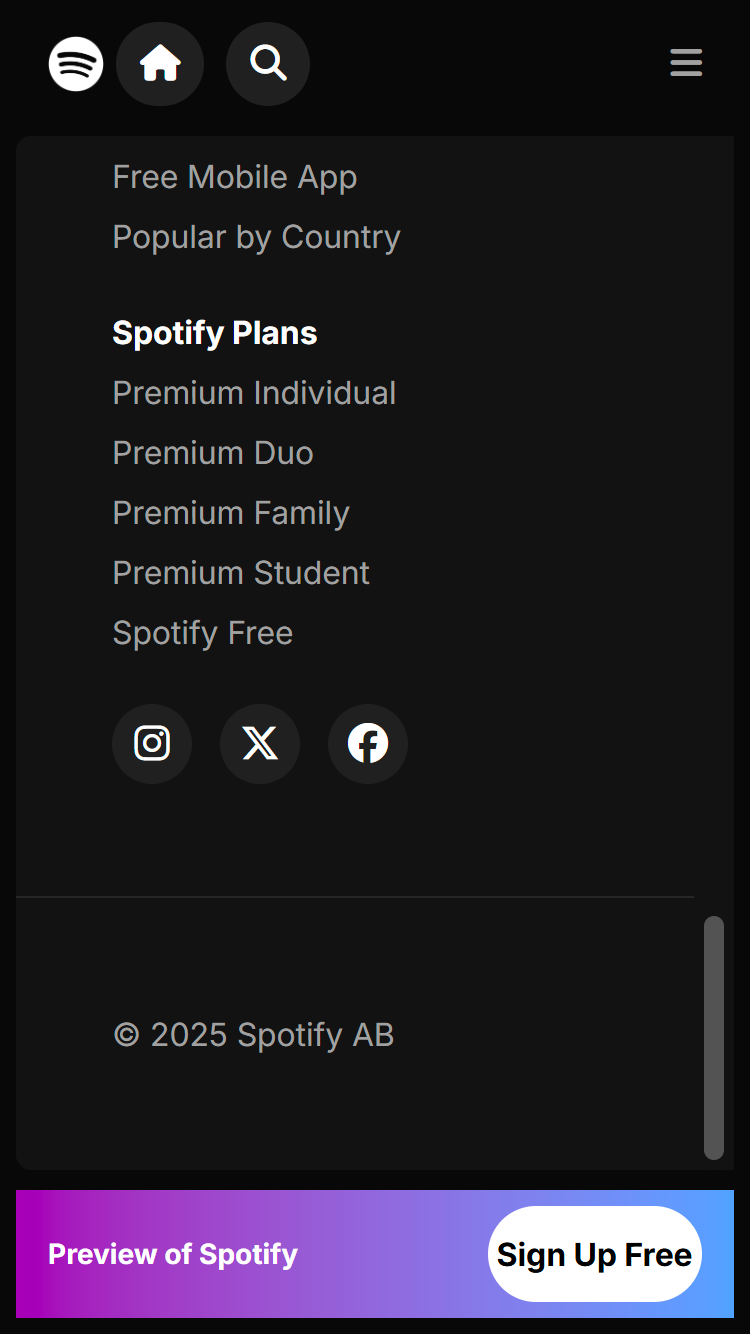 Free Mobile App
Popular by Country
Spotify Plans
Premium Individual
Premium Duo
Premium Family
Premium Student
Spotify Free
© 2025 Spotify AB
Preview of Spotify
Sign Up Free